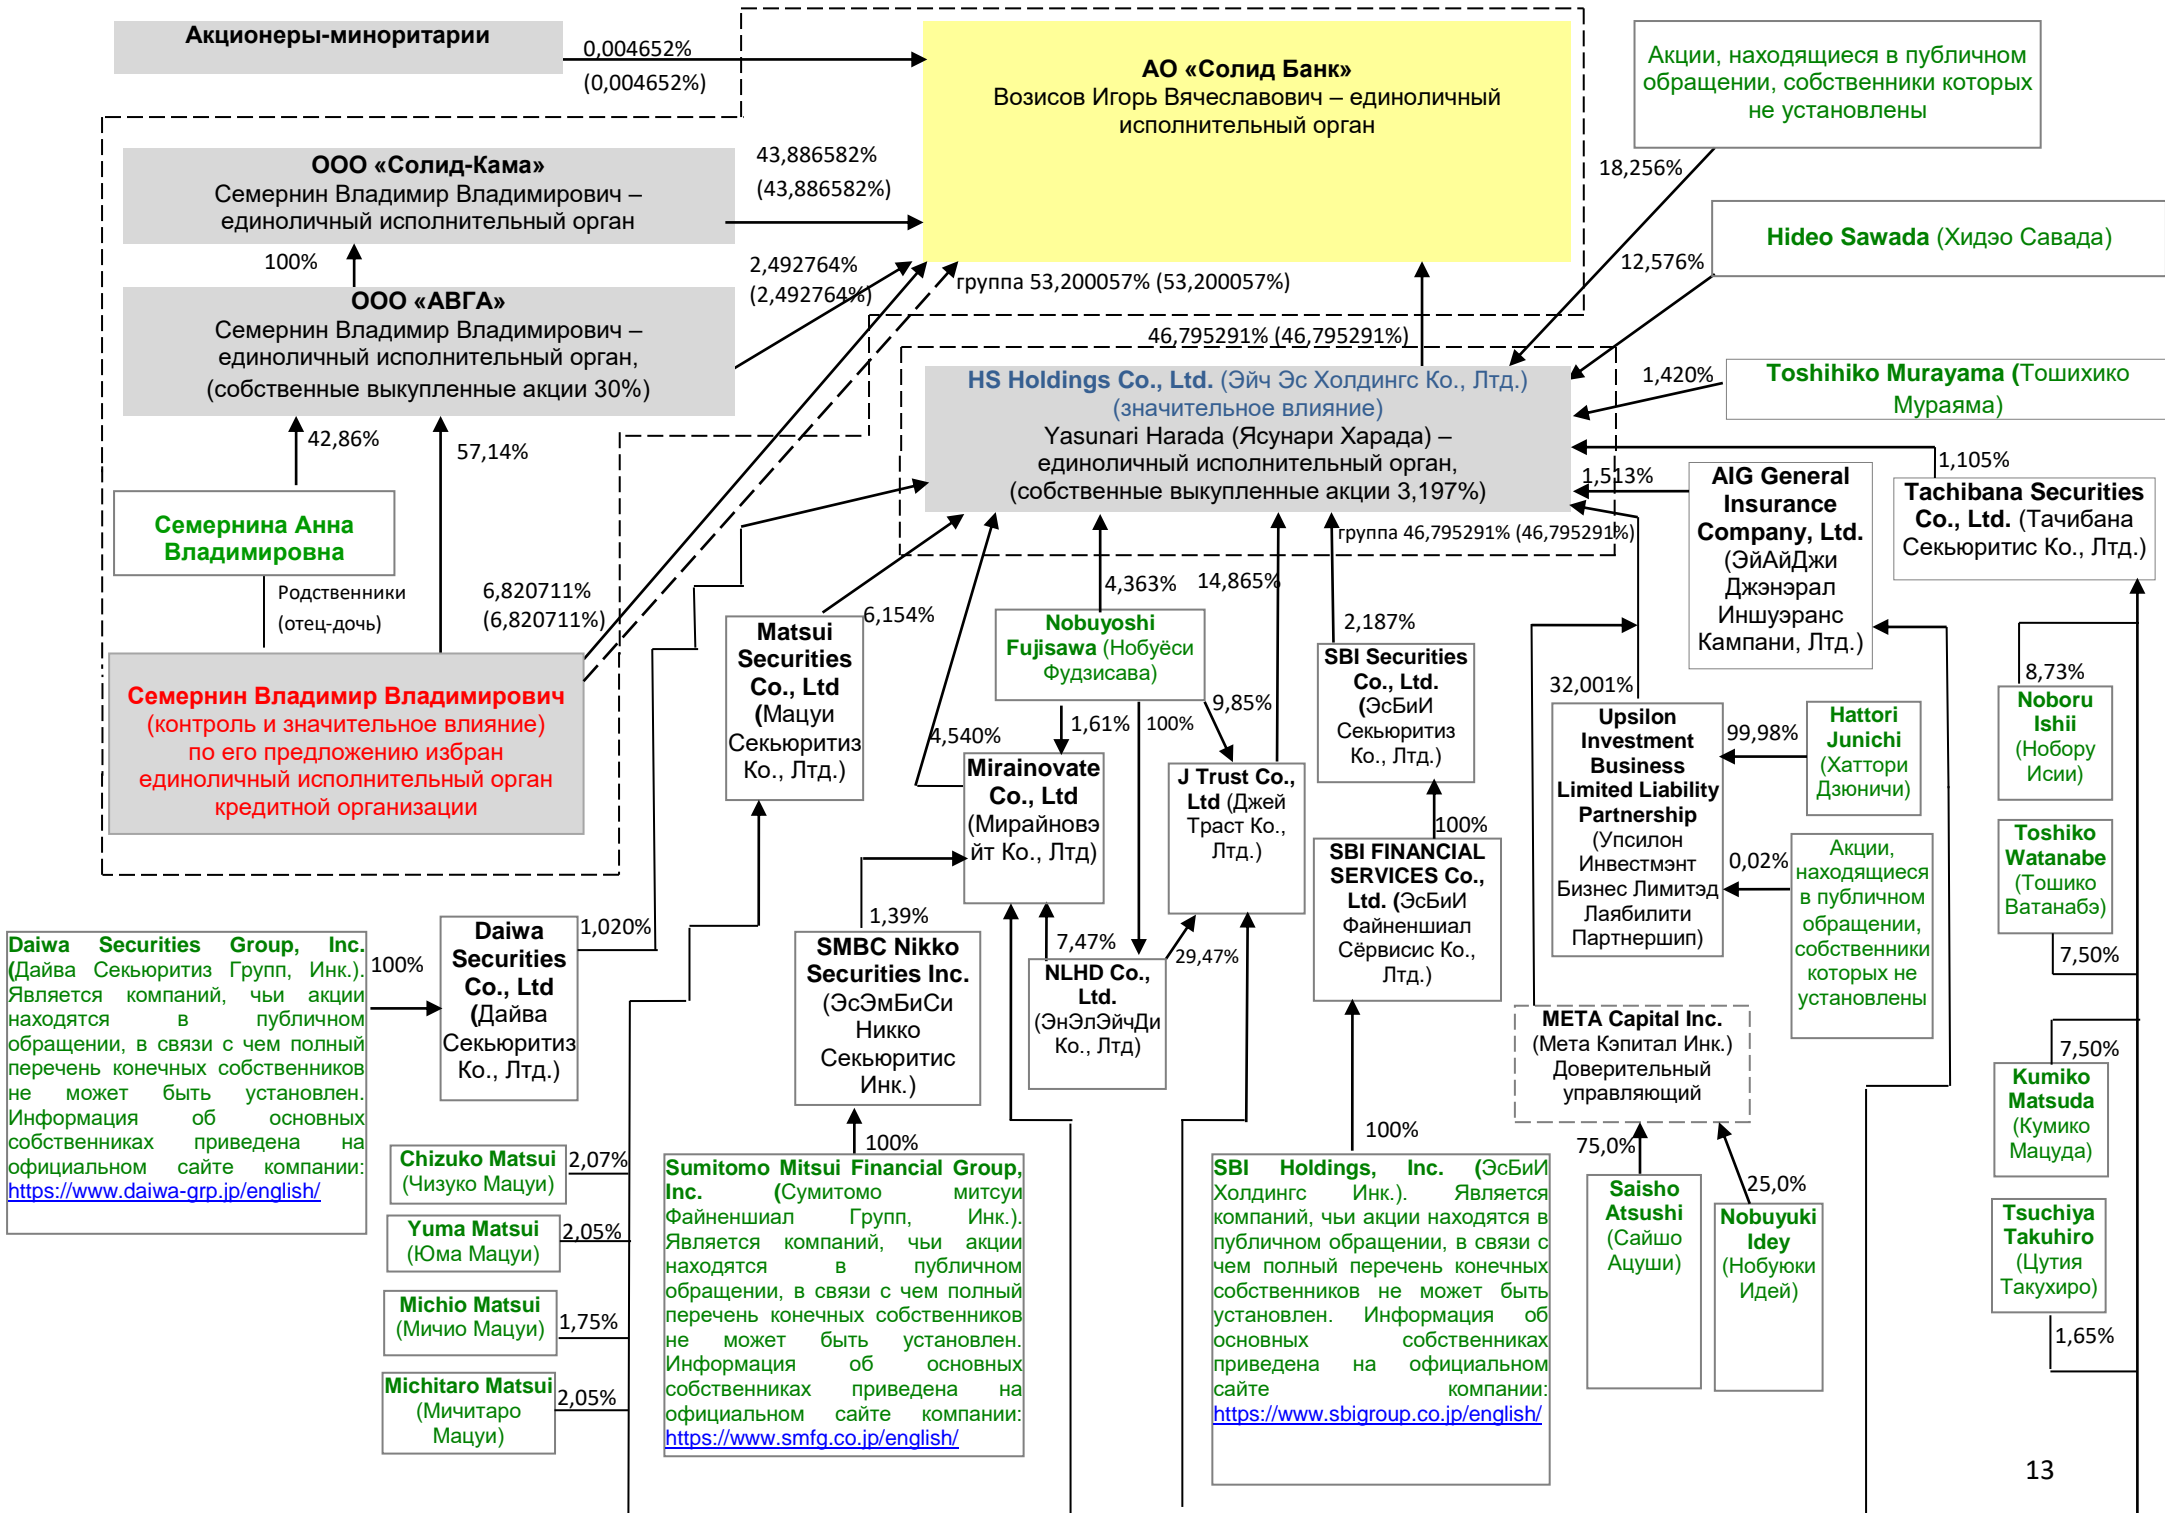 Акционеры-миноритарии
0,004652%
(0,004652%)
АО «Солид Банк»
Возисов Игорь Вячеславович – единоличный
исполнительный орган
Акции, находящиеся в публичном
обращении, собственники которых
не установлены
18,256%
ООО «Солид-Кама»
Семернин Владимир Владимирович –
единоличный исполнительный орган
43,886582%
(43,886582%)
Hideo Sawada (Хидэо Савада)
12,576%
100%
2,492764%
(2,492764%)
группа 53,200057% (53,200057%)
ООО «АВГА»
Семернин Владимир Владимирович –
единоличный исполнительный орган,
(собственные выкупленные акции 30%)
46,795291% (46,795291%)
HS Holdings Co., Ltd. (Эйч Эс Холдингс Ко., Лтд.)
(значительное влияние)
Yasunari Harada (Ясунари Харада) –
единоличный исполнительный орган,
(собственные выкупленные акции 3,197%)
1,420%
Toshihiko Murayama (Тошихико
Мураяма)
42,86%
57,14%
1,513%
AIG General
Insurance
Company, Ltd.
(ЭйАйДжи
Джэнэрал
Иншуэранс
Кампани, Лтд.)
1,105%
Tachibana Securities
Co., Ltd. (Тачибана
Секьюритис Ко., Лтд.)
группа 46,795291% (46,795291%)
Семернина Анна
Владимировна
Родственники
(отец-дочь)
6,820711%
(6,820711%)
Семернин Владимир Владимирович
(контроль и значительное влияние)
по его предложению избран
единоличный исполнительный орган
кредитной организации
Matsui
Securities
Co., Ltd
(Мацуи
Секьюритиз
Ко., Лтд.)
6,154%
4,363%
14,865%
Nobuyoshi
Fujisawa (Нобуёси
Фудзисава)
4,540%
1,61%
100%
9,85%
2,187%
SBI Securities
Co., Ltd.
(ЭсБиИ
Секьюритиз
Ко., Лтд.)
32,001%
Upsilon
Investment
Business
Limited Liability
Partnership
(Упсилон
Инвестмэнт
Бизнес Лимитэд
Лаябилити
Партнершип)
99,98%
Hattori
Junichi
(Хаттори
Дзюничи)
8,73%
Noboru
Ishii
(Нобору
Исии)
Mirainovate
Co., Ltd
(Мирайновэ
йт Ко., Лтд)
J Trust Co.,
Ltd (Джей
Траст Ко.,
Лтд.)
100%
SBI FINANCIAL
SERVICES Co.,
Ltd. (ЭсБиИ
Файненшиал
Сёрвисис Ко.,
Лтд.)
0,02%
Акции,
находящиеся
в публичном
обращении,
собственники
которых не
установлены
Toshiko
Watanabe
(Тошико
Ватанабэ)
7,50%
Daiwa Securities Group, Inc.
(Дайва Секьюритиз Групп, Инк.).
Является компаний, чьи акции
находятся в публичном
обращении, в связи с чем полный
перечень конечных собственников
не может быть установлен.
Информация об основных
собственниках приведена на
официальном сайте компании:
https://www.daiwa-grp.jp/english/
100%
Daiwa
Securities
Co., Ltd
(Дайва
Секьюритиз
Ко., Лтд.)
1,020%
1,39%
SMBC Nikko
Securities Inc.
(ЭсЭмБиСи
Никко
Секьюритис
Инк.)
7,47%
29,47%
NLHD Co.,
Ltd.
(ЭнЭлЭйчДи
Ко., Лтд)
META Capital Inc.
(Мета Кэпитал Инк.)
Доверительный
управляющий
7,50%
Kumiko
Matsuda
(Кумико
Мацуда)
100%
Sumitomo Mitsui Financial Group,
Inc. (Сумитомо митсуи
Файненшиал Групп, Инк.).
Является компаний, чьи акции
находятся в публичном
обращении, в связи с чем полный
перечень конечных собственников
не может быть установлен.
Информация об основных
собственниках приведена на
официальном сайте компании:
https://www.smfg.co.jp/english/
100%
SBI Holdings, Inc. (ЭсБиИ
Холдингс Инк.). Является
компаний, чьи акции находятся в
публичном обращении, в связи с
чем полный перечень конечных
собственников не может быть
установлен. Информация об
основных собственниках
приведена на официальном
сайте компании:
https://www.sbigroup.co.jp/english/
75,0%
Saisho
Atsushi
(Сайшо
Ацуши)
25,0%
Nobuyuki
Idey
(Нобуюки
Идей)
Tsuchiya
Takuhiro
(Цутия
Такухиро)
1,65%
Chizuko Matsui
(Чизуко Мацуи)
2,07%
Yuma Matsui
(Юма Мацуи)
2,05%
Michio Matsui
(Мичио Мацуи)
1,75%
Michitaro Matsui
(Мичитаро
Мацуи)
2,05%
13